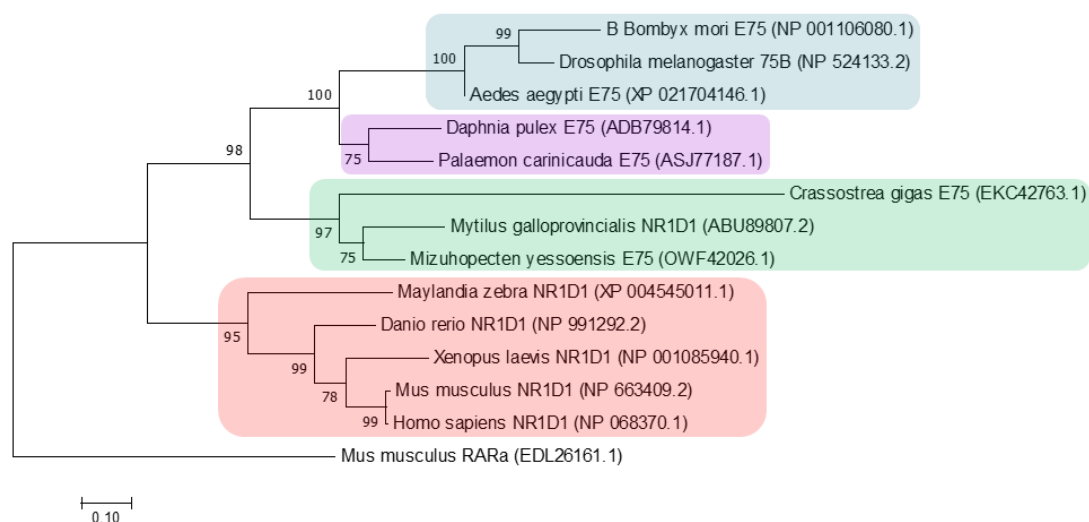 B Bombyx mori E75 (NP 001106080.1)
99
Drosophila melanogaster 75B (NP 524133.2)
100
Aedes aegypti E75 (XP 021704146.1)
100
Daphnia pulex E75 (ADB79814.1)
75
Palaemon carinicauda E75 (ASJ77187.1)
98
Crassostrea gigas E75 (EKC42763.1)
97
Mytilus galloprovincialis NR1D1 (ABU89807.2)
75
Mizuhopecten yessoensis E75 (OWF42026.1)
Maylandia zebra NR1D1 (XP 004545011.1)
95
Danio rerio NR1D1 (NP 991292.2)
99
Xenopus laevis NR1D1 (NP 001085940.1)
78
Mus musculus NR1D1 (NP 663409.2)
99
Homo sapiens NR1D1 (NP 068370.1)
Mus musculus RARa (EDL26161.1)
0.10